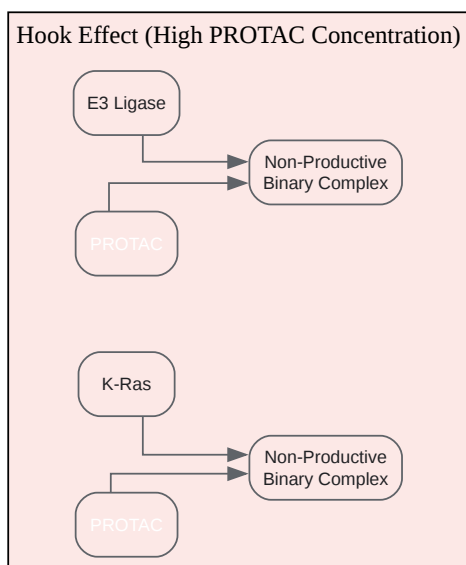 Hook Effect (High PROTAC Concentration)
E3 Ligase
Non-Productive
Binary Complex
PROTAC
K-Ras
Non-Productive
Binary Complex
PROTAC